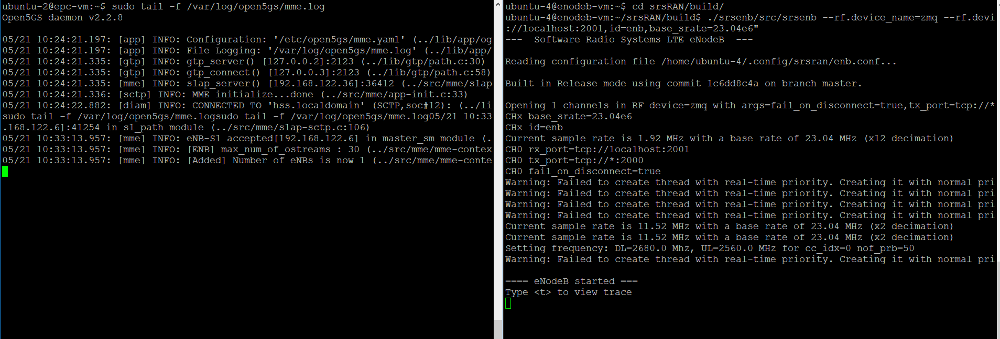 ubuntu-2@epc-vm:~$ sudo tail -f /var/log/open5gs/mme.log
Open5GS daemon v2.2.8
05/21 10:24:21.197: [app] INFO: Configuration: '/etc/open5gs/mme.yaml' (../lib/app/og
05/21 10:24:21.197: [app] INFO: File Logging: '/var/log/open5gs/mme.log' (../lib/app/
05/21 10:24:21.335: [gtp] INFO: gtp_server() [127.0.0.2]:2123 (../lib/gtp/path.c:30)
05/21 10:24:21.335: [gtp] INFO: gtp_connect() [127.0.0.3]:2123 (../lib/gtp/path.c:58)
05/21 10:24:21.335: [mme] INFO: s1ap_server() [192.168.122.36]:36412 (../src/mme/s1ap
05/21 10:24:21.336: [sctp] INFO: MME initialize...done (../src/mme/app-init.c:33)
05/21 10:24:22.882: [diam] INFO: CONNECTED TO 'hss.localdomain' (SCTP,soc#12): (../li
sudo tail -f /var/log/open5gs/mme.logsudo tail -f /var/log/open5gs/mme.log05/21 10:33
.168.122.6]:41254 in s1_path module (../src/mme/s1ap-sctp.c:106)
05/21 10:33:13.957: [mme] INFO: eNB-S1 accepted[192.168.122.6] in master_sm module (.
05/21 10:33:13.957: [mme] INFO: [ENB] max_num_of_ostreams : 30 (../src/mme/mme-contex
05/21 10:33:13.957: [mme] INFO: [Added] Number of eNBs is now 1 (../src/mme/mme-conte
ubuntu-4@enodeb-vm:~$ cd srsRAN/build/
ubuntu-4@enodeb-vm:~/srsRAN/build$ ./srsenb/src/srsenb --rf.device_name=zmq --rf.devi
://localhost:2001,id=enb,base_srate=23.04e6"
---  Software Radio Systems LTE eNodeB  ---
Reading configuration file /home/ubuntu-4/.config/srsran/enb.conf...
Built in Release mode using commit 1c6dd8c4a on branch master.
Opening 1 channels in RF device=zmq with args=fail_on_disconnect=true,tx_port=tcp://*
CHx base_srate=23.04e6
CHx id=enb
Current sample rate is 1.92 MHz with a base rate of 23.04 MHz (x12 decimation)
CH0 rx_port=tcp://localhost:2001
CH0 tx_port=tcp://*:2000
CH0 fail_on_disconnect=true
Warning: Failed to create thread with real-time priority. Creating it with normal pri
Warning: Failed to create thread with real-time priority. Creating it with normal pri
Warning: Failed to create thread with real-time priority. Creating it with normal pri
Warning: Failed to create thread with real-time priority. Creating it with normal pri
Current sample rate is 11.52 MHz with a base rate of 23.04 MHz (x2 decimation)
Current sample rate is 11.52 MHz with a base rate of 23.04 MHz (x2 decimation)
Setting frequency: DL=2680.0 Mhz, UL=2560.0 MHz for cc_idx=0 nof_prb=50
Warning: Failed to create thread with real-time priority. Creating it with normal pri
==== eNodeB started ===
Type <t> to view trace